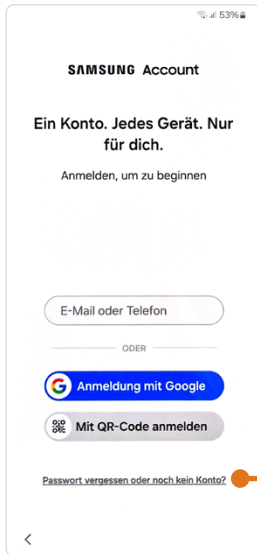 53%
SAMSUNG Account
Ein Konto. Jedes Gerät. Nur
für dich.
Anmelden, um zu beginnen
E-Mail oder Telefon
ODER
Anmeldung mit Google
Mit QR-Code anmelden
Passwort vergessen oder noch kein Konto?